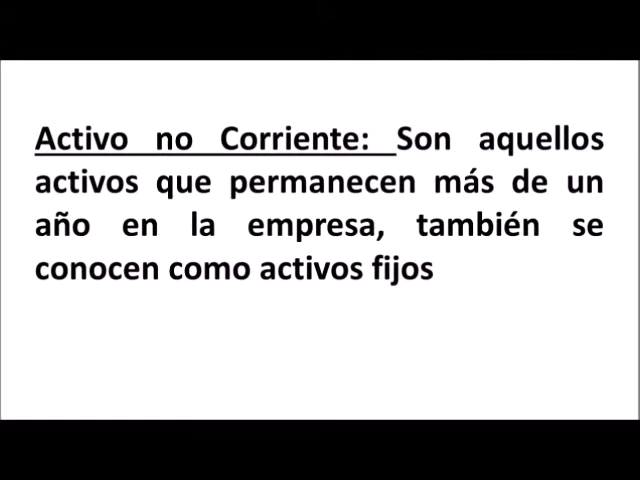 Activo no Corriente: Son aquellos
activos que permanecen más de un
año en la empresa, también se
conocen como activos fijos